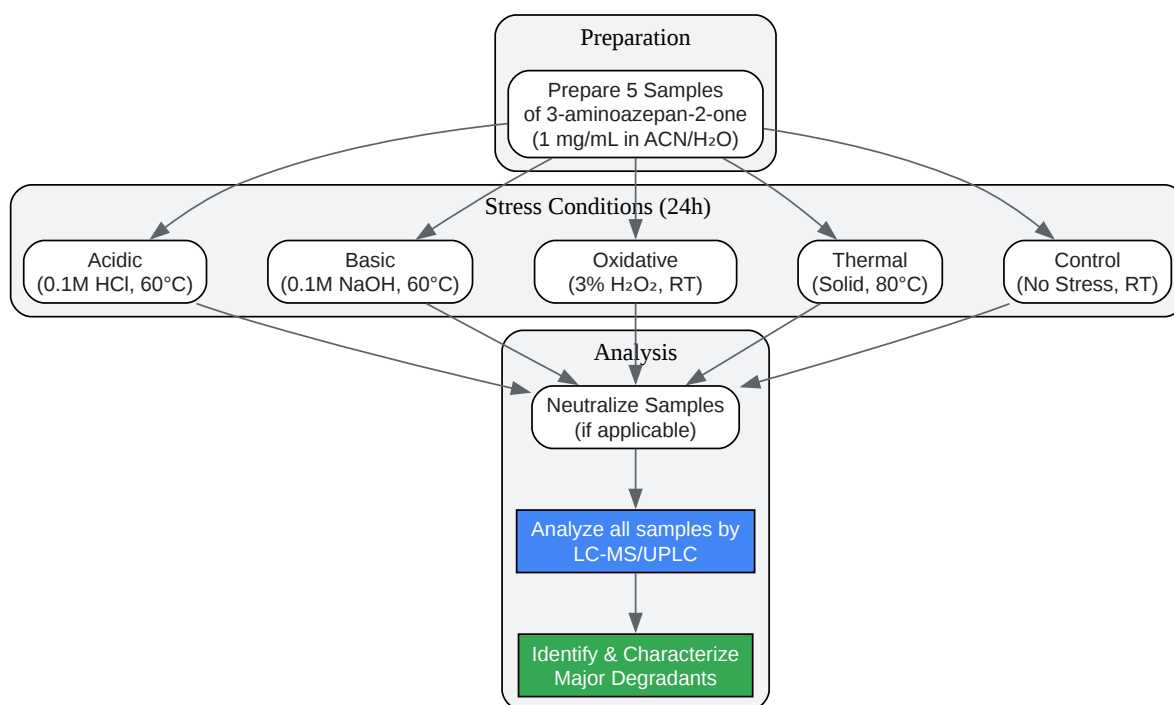 Preparation
Prepare 5 Samples
of 3-aminoazepan-2-one
(1 mg/mL in ACN/H₂O)
Stress Conditions (24h)
Acidic
(0.1M HCl, 60°C)
Basic
(0.1M NaOH, 60°C)
Oxidative
(3% H₂O₂, RT)
Thermal
(Solid, 80°C)
Control
(No Stress, RT)
Analysis
Neutralize Samples
(if applicable)
Analyze all samples by
LC-MS/UPLC
Identify & Characterize
Major Degradants